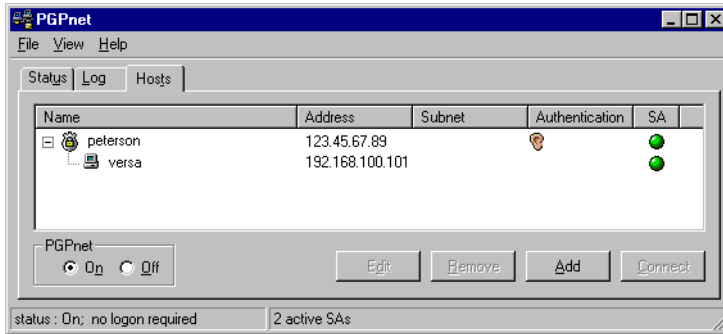 PGPnet
File View Help
Status Log Hosts
Name Address Subnet Authentication SA
peterson 123.45.67.89
versa 192.168.100.101
PGPnet
On Off
Edit Remove Add Connect
status : On; no logon required 2 active SAs